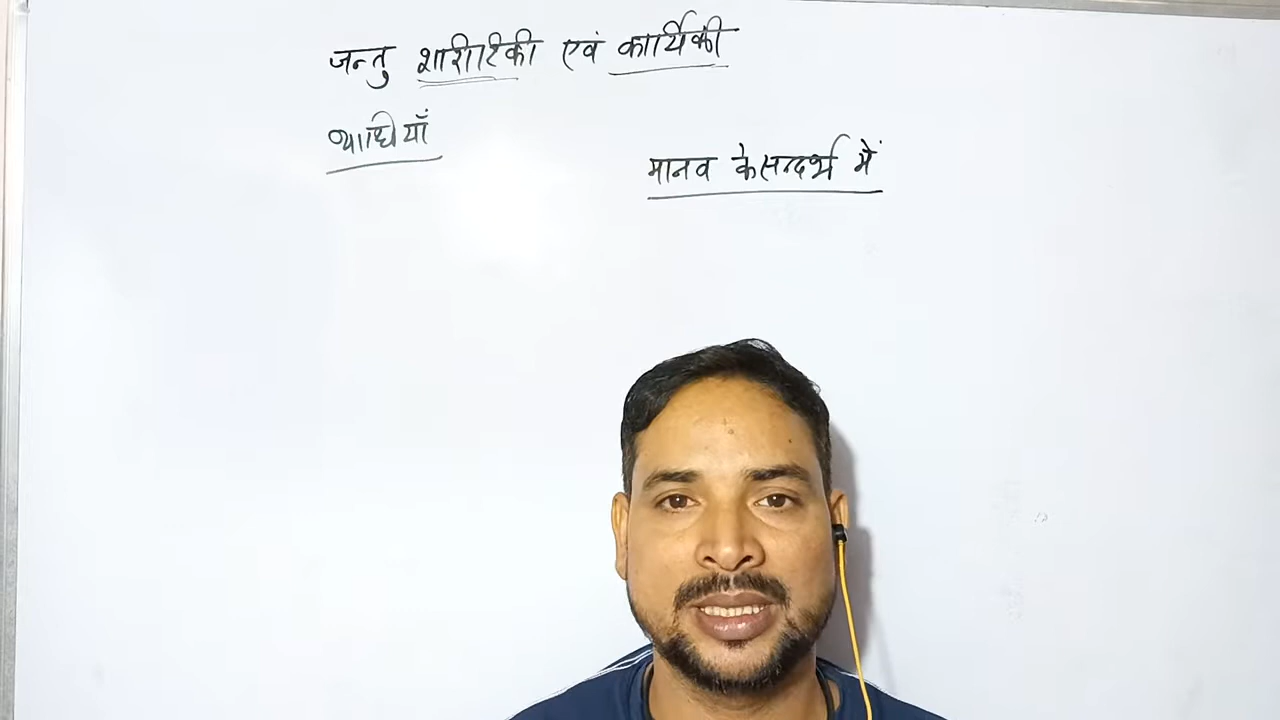 जन्तु शारीरिकी एवं कार्यिकी
व्याधियाँ
मानव के सन्दर्भ में